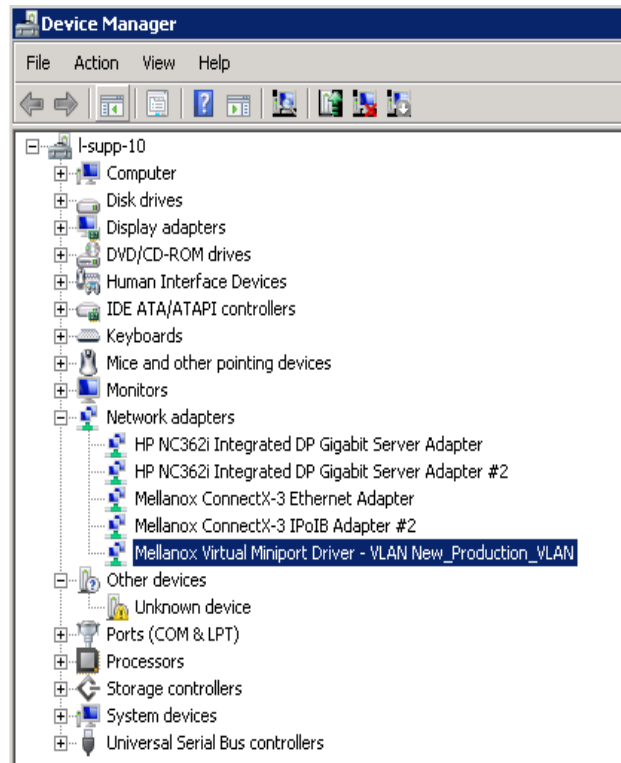 Device Manager
File Action View Help
l-supp-10
Computer
Disk drives
Display adapters
DVD/CD-ROM drives
Human Interface Devices
IDE ATA/ATAPI controllers
Keyboards
Mice and other pointing devices
Monitors
Network adapters
HP NC362i Integrated DP Gigabit Server Adapter
HP NC362i Integrated DP Gigabit Server Adapter #2
Mellanox ConnectX-3 Ethernet Adapter
Mellanox ConnectX-3 IPoIB Adapter #2
Mellanox Virtual Miniport Driver - VLAN New_Production_VLAN
Other devices
Unknown device
Ports (COM & LPT)
Processors
Storage controllers
System devices
Universal Serial Bus controllers